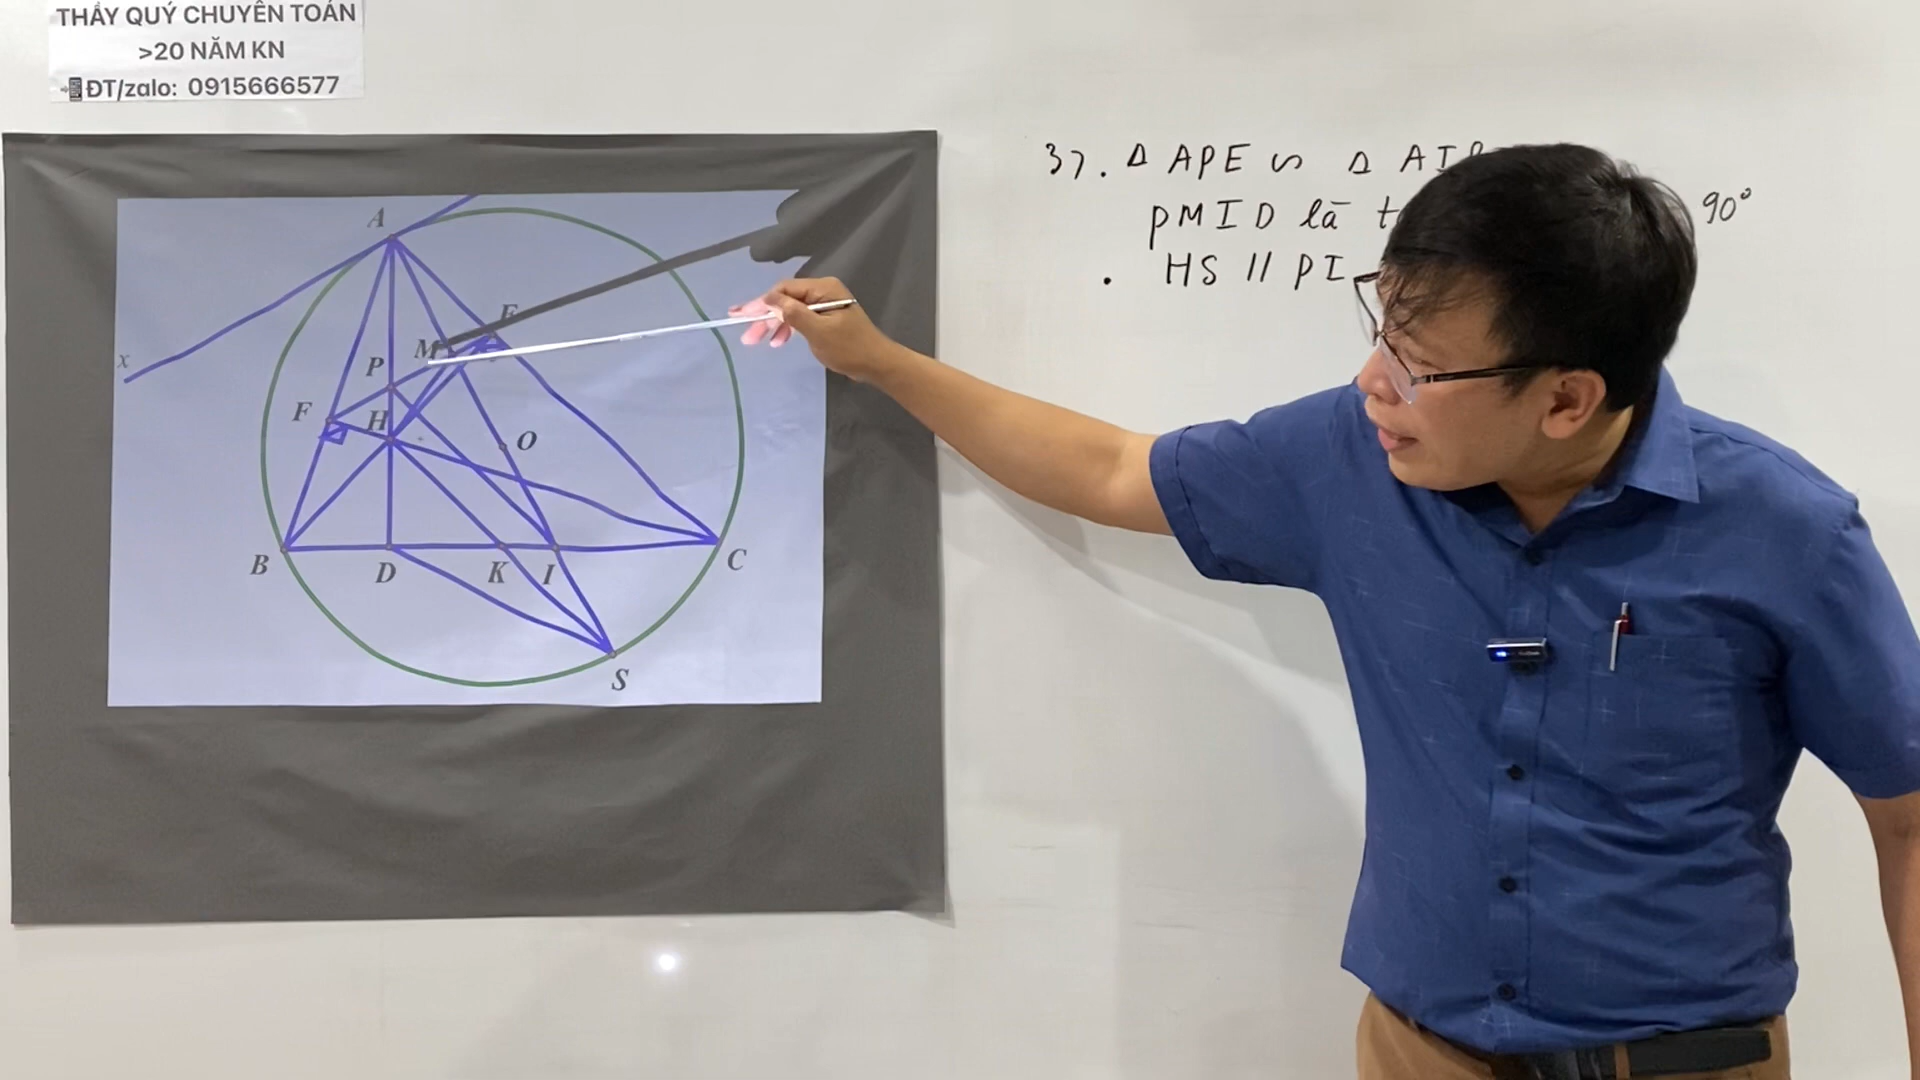 THẦY QUÝ CHUYÊN TOÁN
>20 NĂM KN
ĐT/zalo: 0915666577
37. Δ APE ∽ Δ AI
PMID là 90°
. HS // PI
A
E
x
M
P
F
H
O
B
D
K
I
C
S